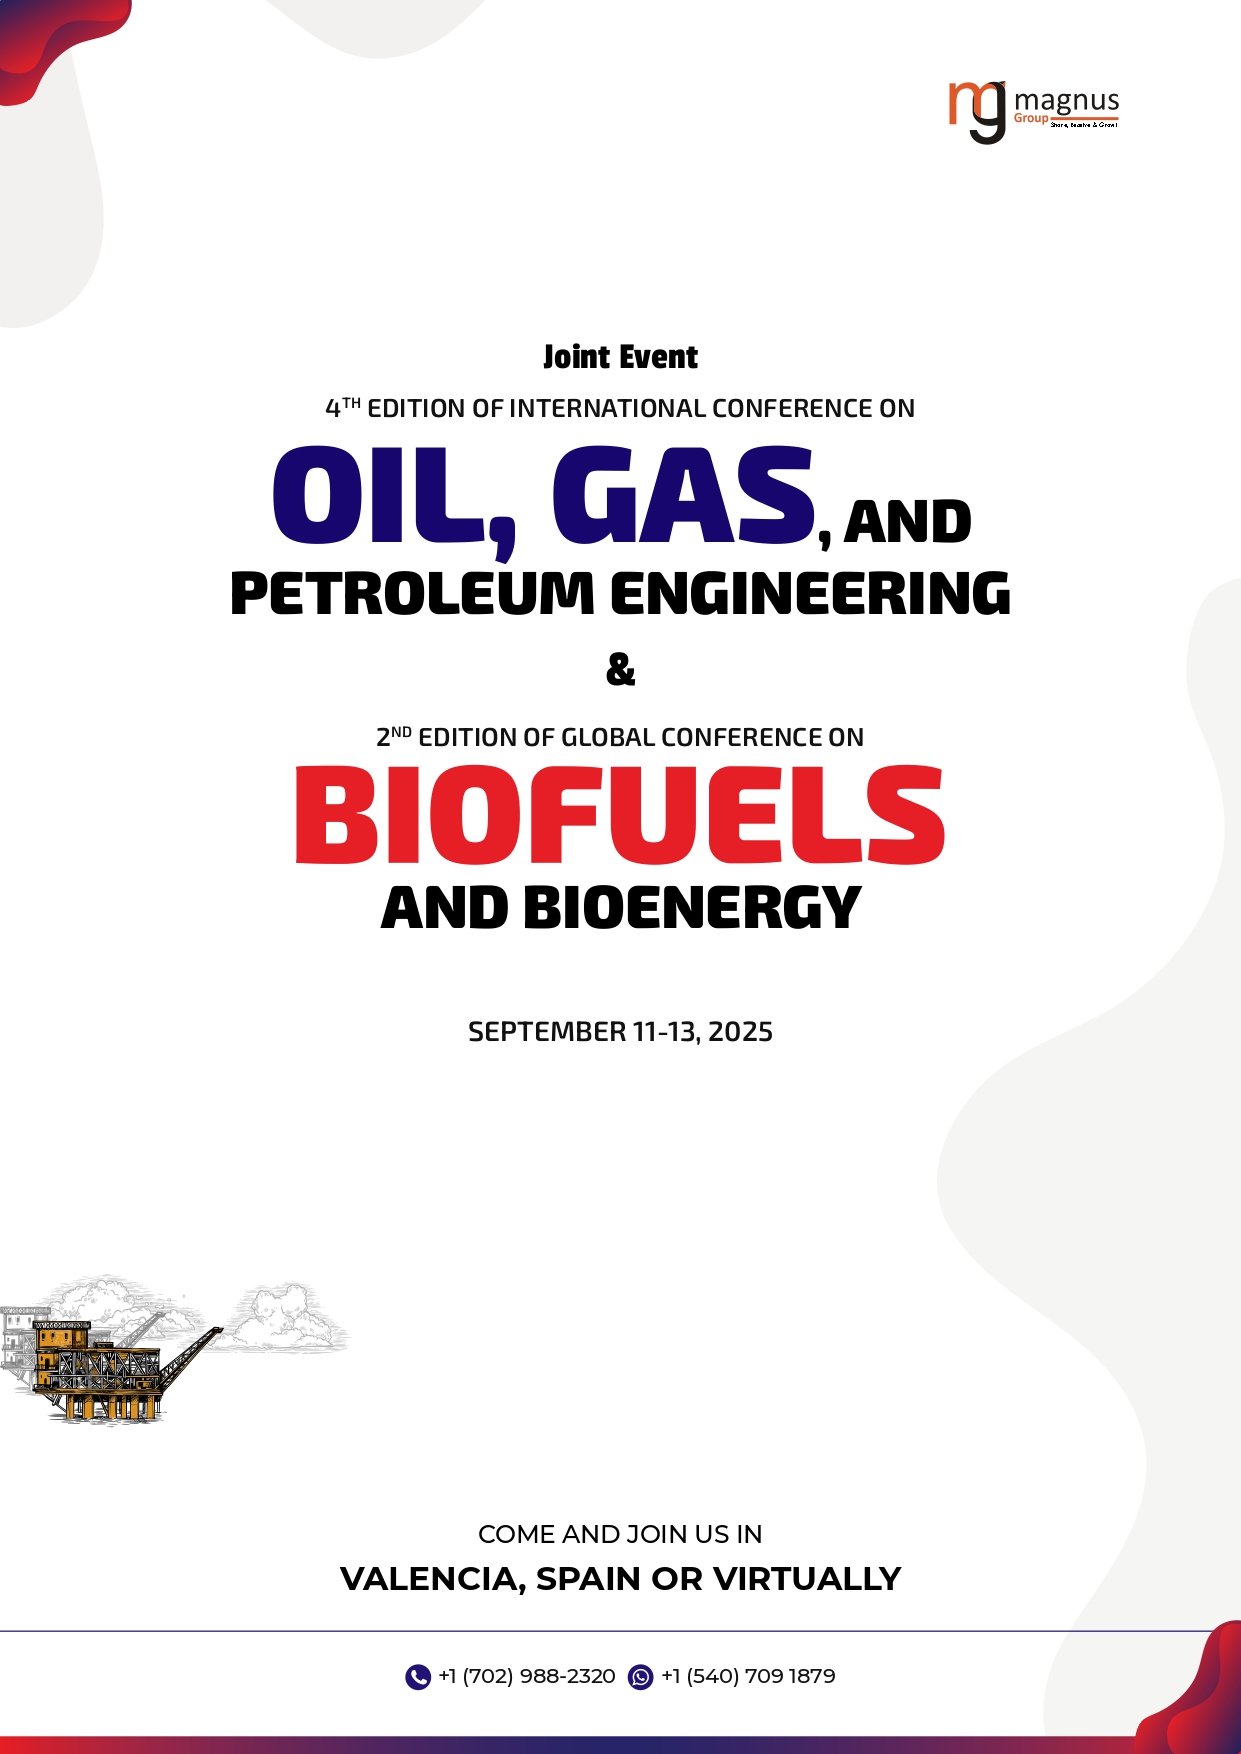 magnus
Group
Joint Event
4TH EDITION OF INTERNATIONAL CONFERENCE ON
OIL, GAS, AND
PETROLEUM ENGINEERING
&
2ND EDITION OF GLOBAL CONFERENCE ON
BIOFUELS
AND BIOENERGY
SEPTEMBER 11-13, 2025
COME AND JOIN US IN
VALENCIA, SPAIN OR VIRTUALLY
+1 (702) 988-2320 +1 (540) 709 1879